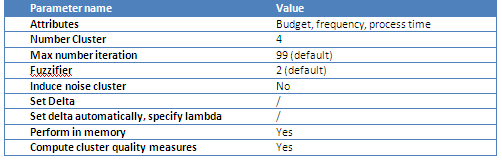 Parameter name Value
Attributes Budget, frequency, process time
Number Cluster 4
Max number iteration 99 (default)
Fuzzifier 2 (default)
Induce noise cluster No
Set Delta /
Set delta automatically, specify lambda /
Perform in memory Yes
Compute cluster quality measures Yes